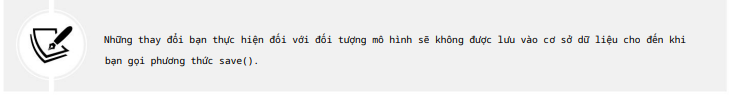 Những thay đổi bạn thực hiện đối với đối tượng mô hình sẽ không được lưu vào cơ sở dữ liệu cho đến khi
bạn gọi phương thức save().